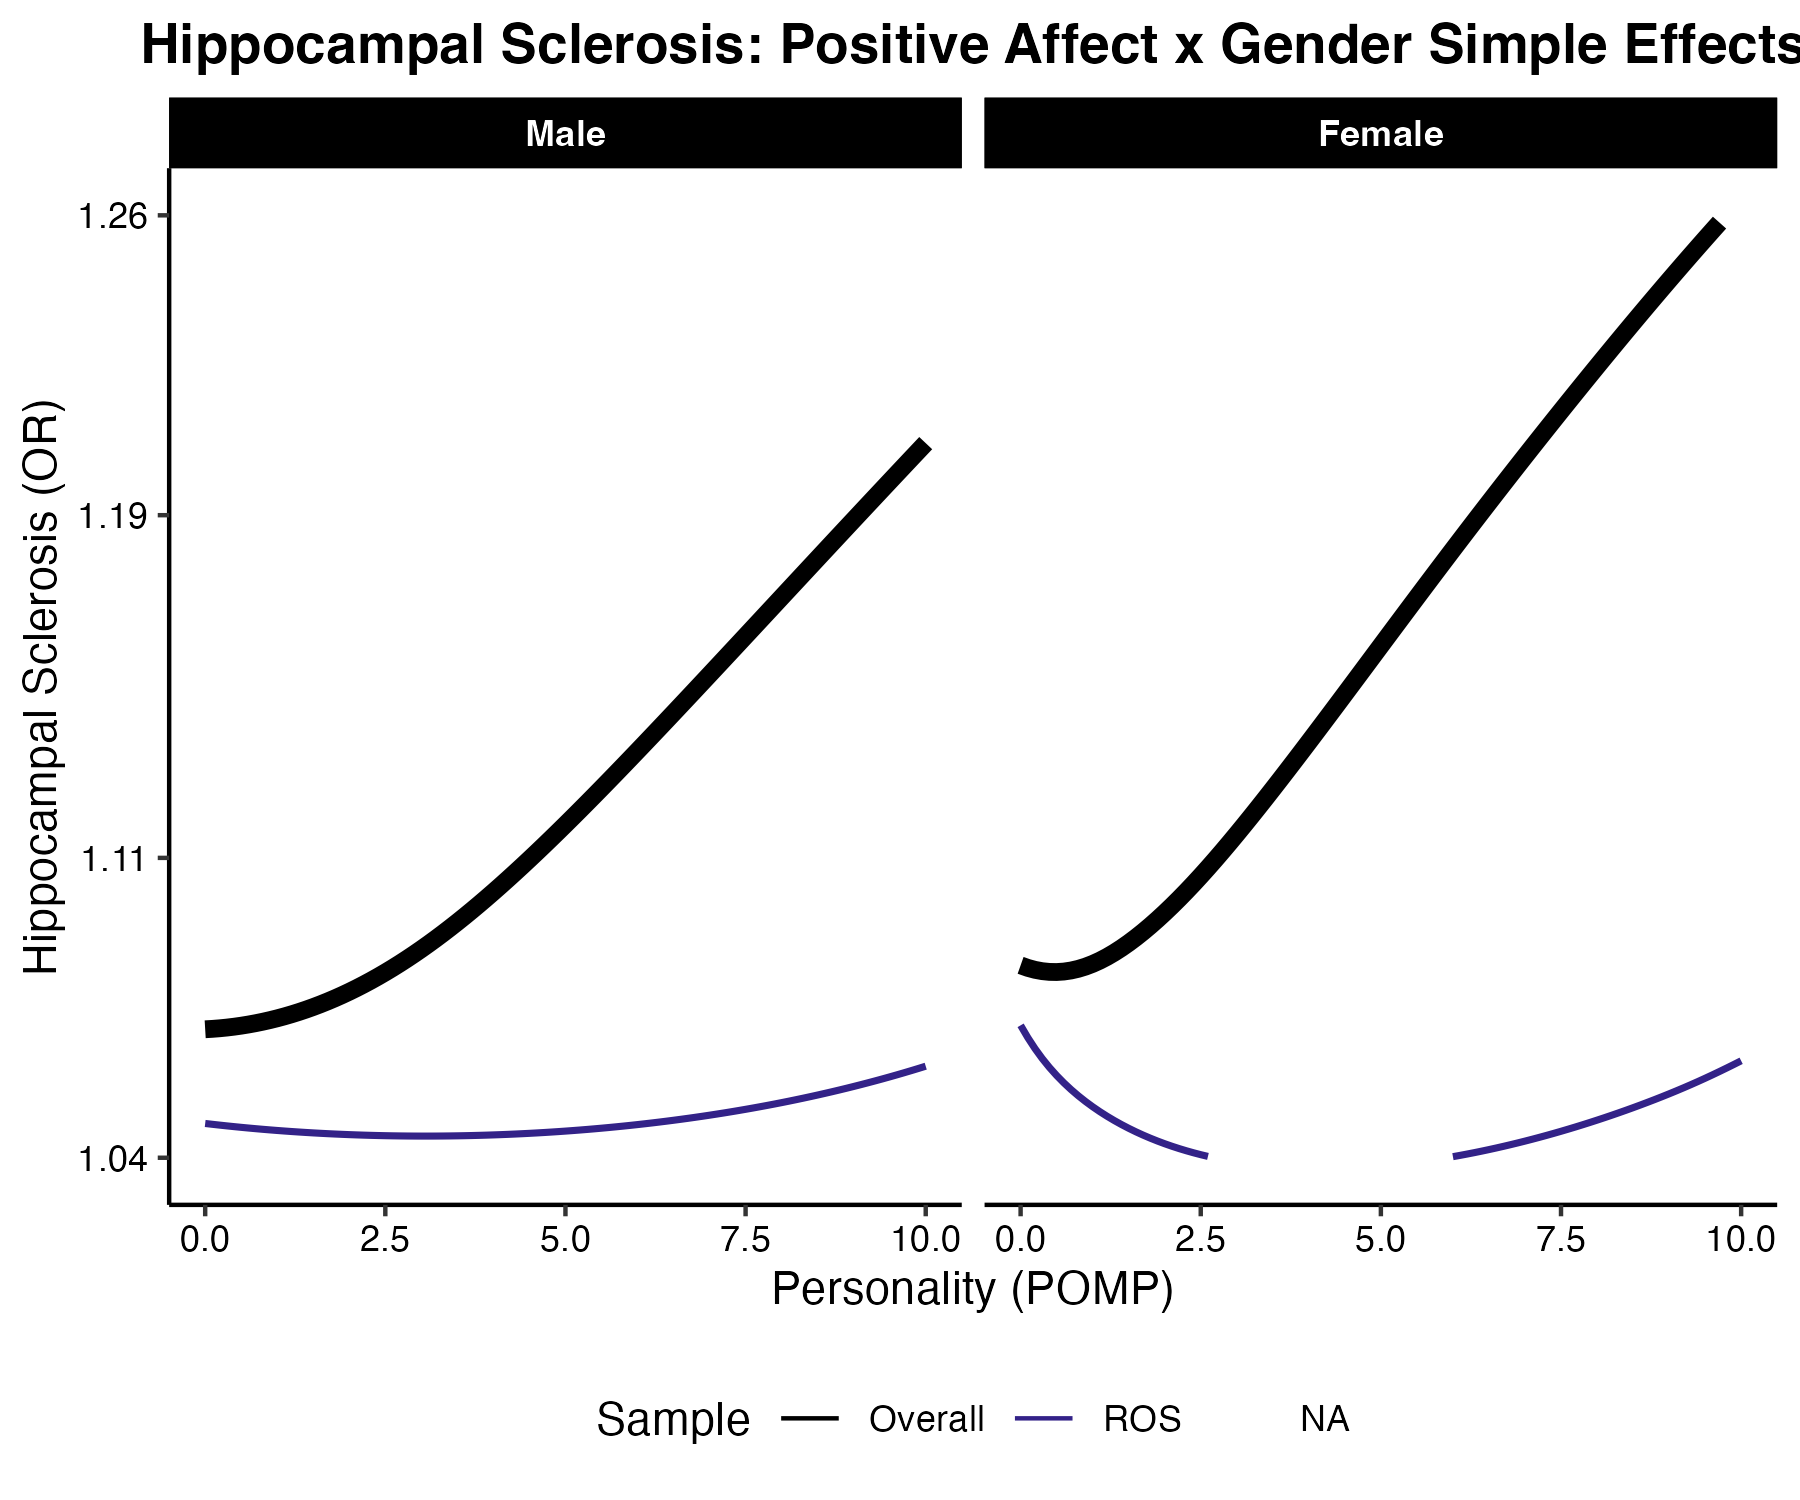 Hippocampal Sclerosis: Positive Affect x Gender Simple Effects
Male
Female
Hippocampal Sclerosis (OR)
1.26
1.19
1.11
1.04
0.0 2.5 5.0 7.5 10.0
0.0 2.5 5.0 7.5 10.0
Personality (POMP)
Sample Overall ROS NA